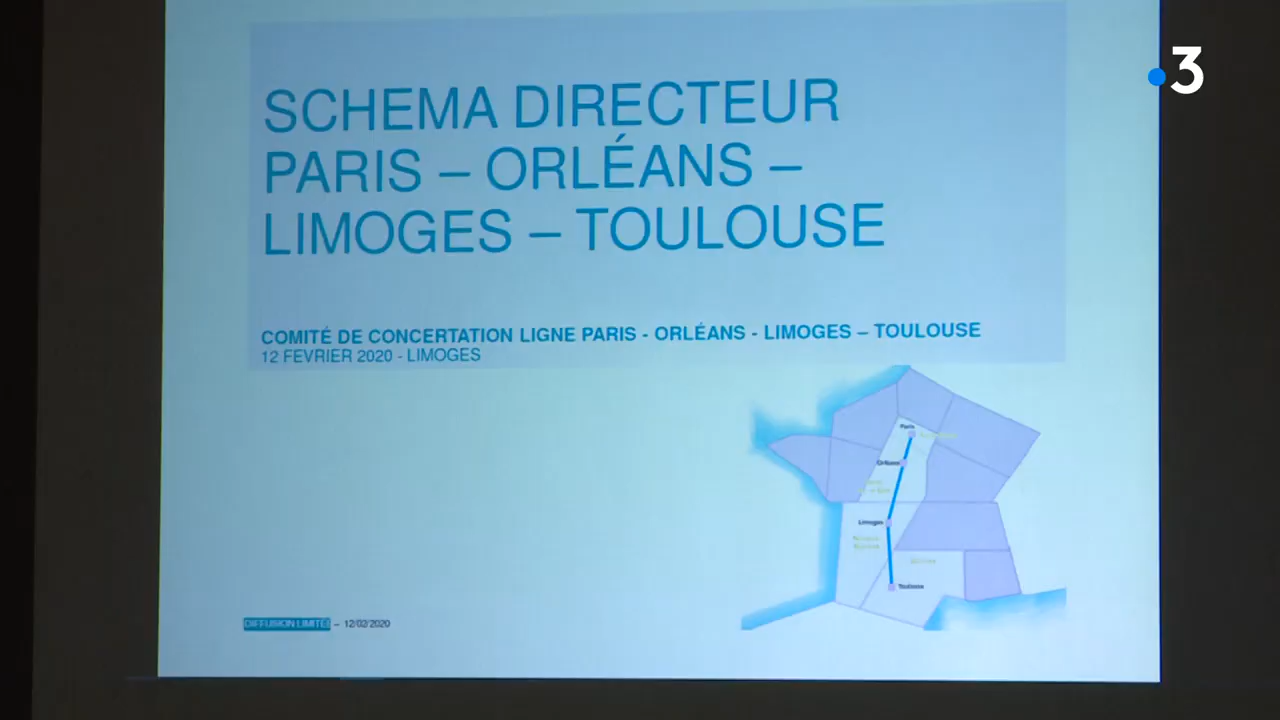 3
SCHEMA DIRECTEUR
PARIS – ORLÉANS –
LIMOGES – TOULOUSE
COMITÉ DE CONCERTATION LIGNE PARIS - ORLÉANS - LIMOGES – TOULOUSE
12 FEVRIER 2020 - LIMOGES
Paris
Orléans
Limoges
Toulouse
DIFFUSION LIMITÉE – 12/02/2020